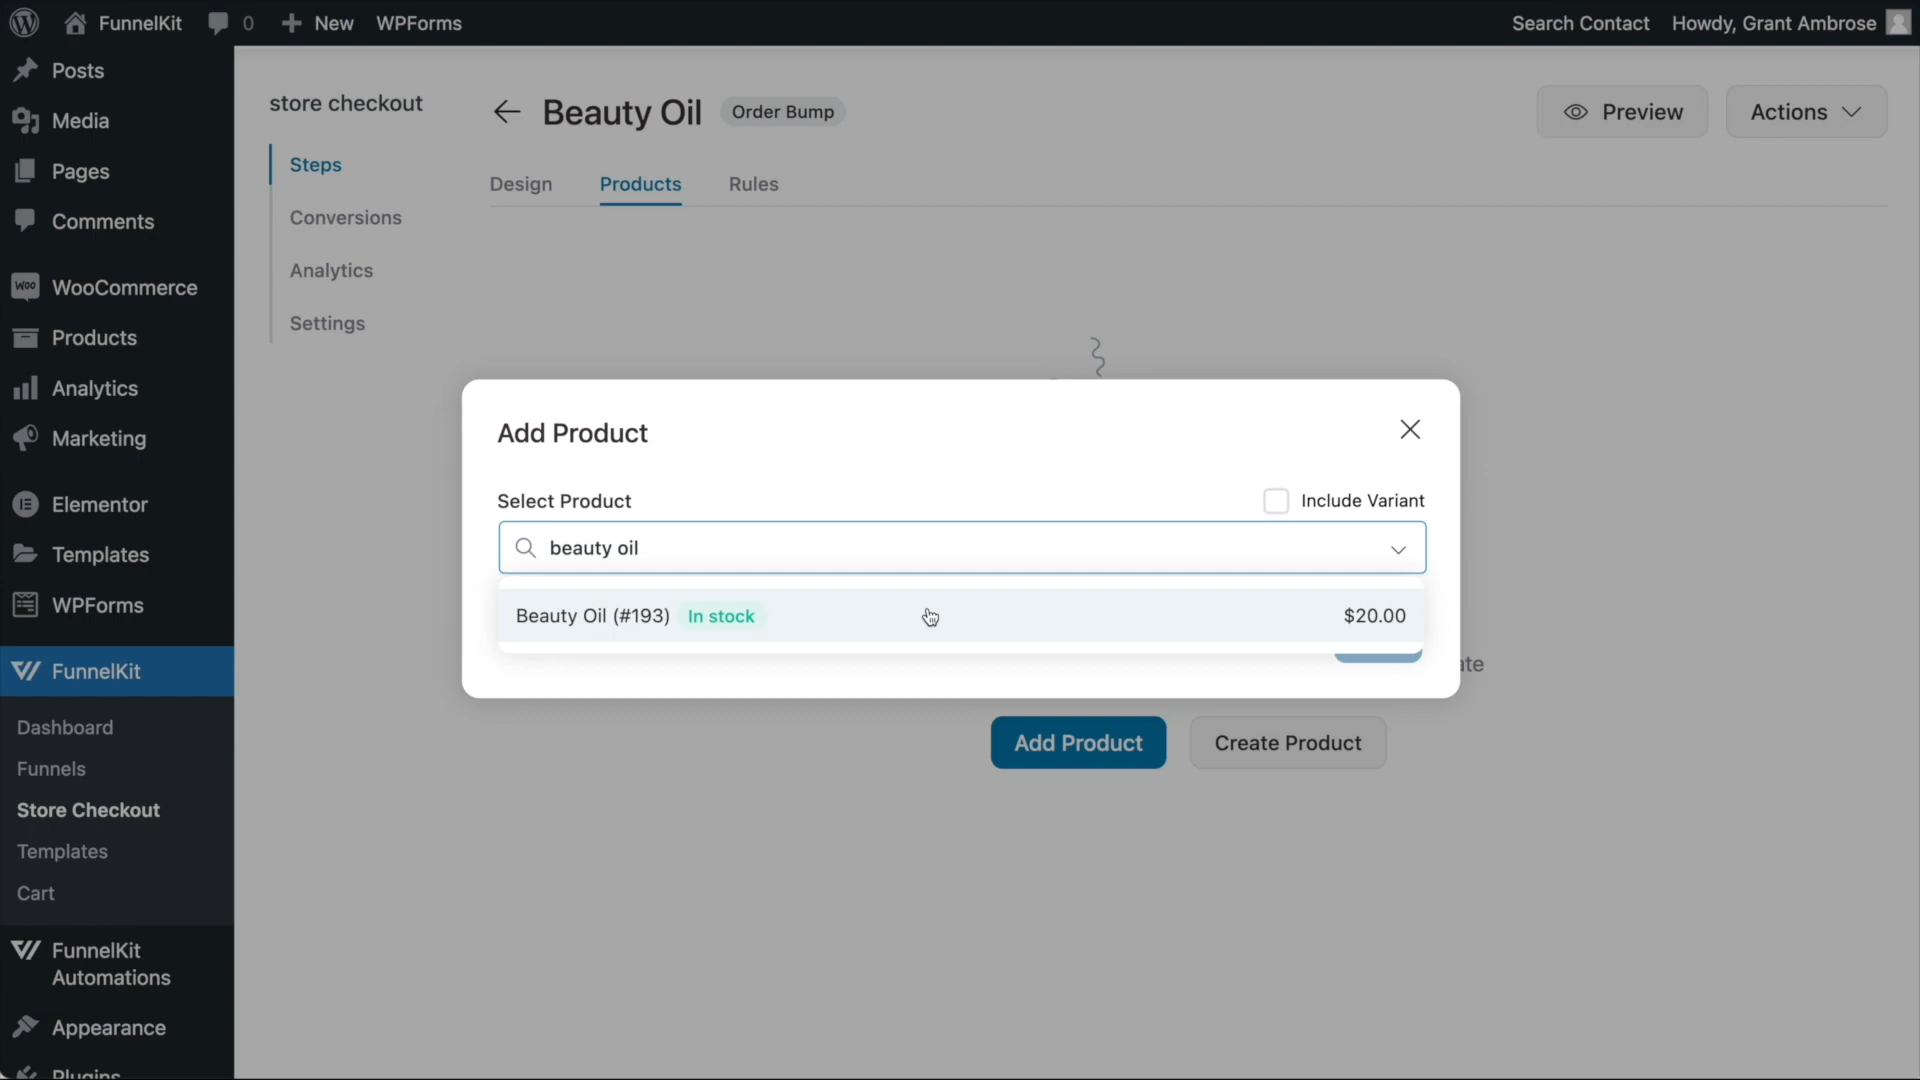 FunnelKit 0 New WPForms Search Contact Howdy, Grant Ambrose
Posts
Media
Pages
Comments
WOO WooCommerce
Products
Analytics
Marketing
Elementor
Templates
WPForms
FunnelKit
Dashboard
Funnels
Store Checkout
Templates
Cart
FunnelKit
Automations
Appearance
Plugins
store checkout
Steps
Conversions
Analytics
Settings
Beauty Oil Order Bump Preview Actions
Design Products Rules
Add Product
Select Product Include Variant
beauty oil
Beauty Oil (#193) In stock $20.00
Add Product Create Product